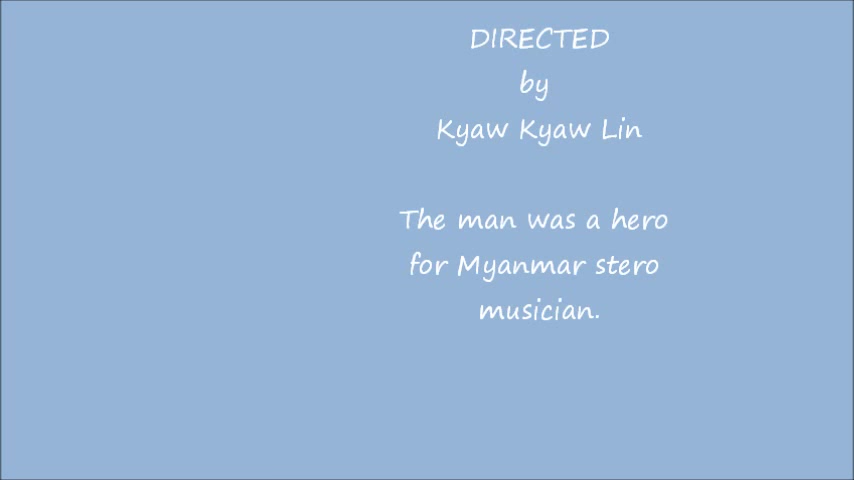 DIRECTED
by
Kyaw Kyaw Lin
The man was a hero
for Myanmar stero
musician.